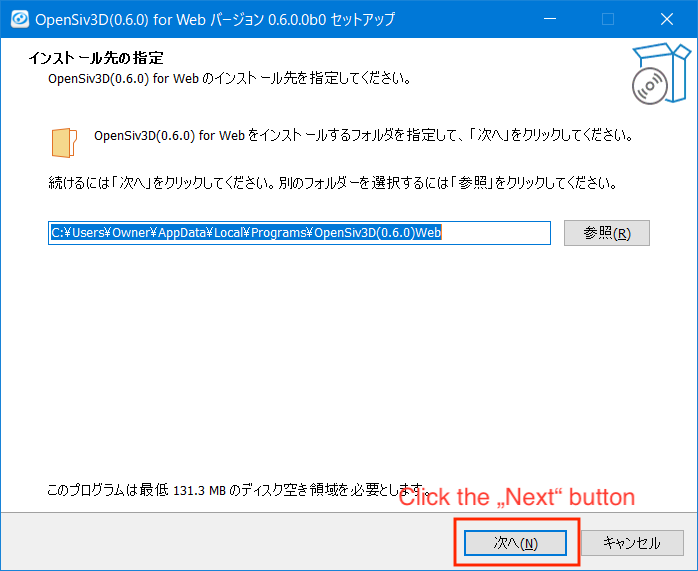 OpenSiv3D(0.6.0) for Web バージョン 0.6.0.0b0 セットアップ
インストール先の指定
OpenSiv3D(0.6.0) for Web のインストール先を指定してください。
OpenSiv3D(0.6.0) for Web をインストールするフォルダを指定して、「次へ」をクリックしてください。
続けるには「次へ」をクリックしてください。別のフォルダーを選択するには「参照」をクリックしてください。
C:¥Users¥Owner¥AppData¥Local¥Programs¥OpenSiv3D(0.6.0)Web
参照(R)
このプログラムは最低 131.3 MB のディスク空き領域を必要とします。
Click the „Next“ button
次へ(N)
キャンセル